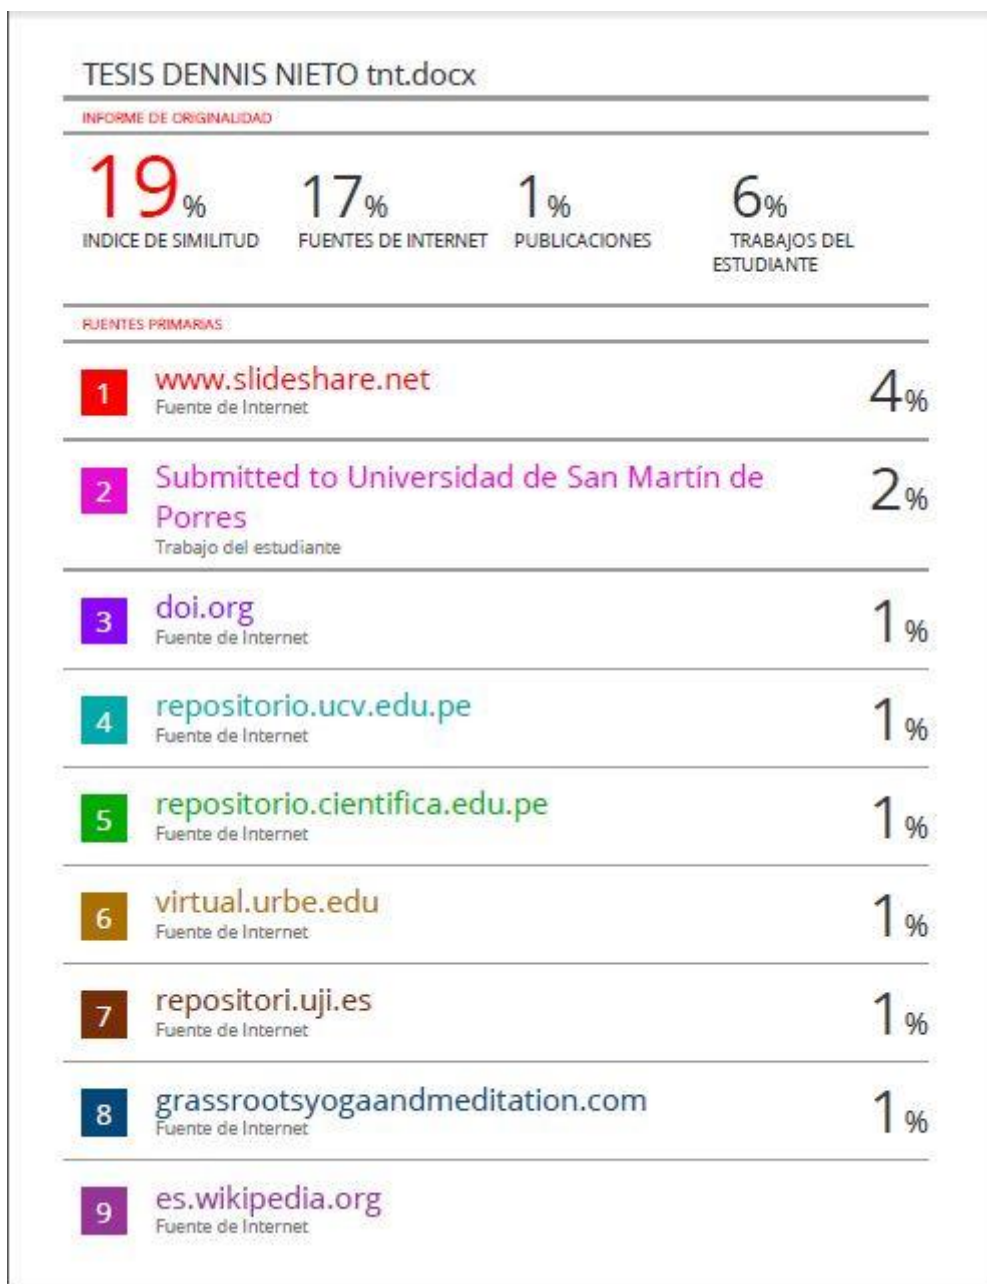 TESIS DENNIS NIETO tnt.docx
INFORME DE ORIGINALIDAD
19% 17% 1% 6%
INDICE DE SIMILITUD FUENTES DE INTERNET PUBLICACIONES TRABAJOS DEL
ESTUDIANTE
FUENTES PRIMARIAS
1 www.slideshare.net 4%
Fuente de Internet
2 Submitted to Universidad de San Martín de 2%
Porres
Trabajo del estudiante
3 doi.org 1%
Fuente de Internet
4 repositorio.ucv.edu.pe 1%
Fuente de Internet
5 repositorio.cientifica.edu.pe 1%
Fuente de Internet
6 virtual.urbe.edu 1%
Fuente de Internet
7 repositori.uji.es 1%
Fuente de Internet
8 grassrootsyogaandmeditation.com 1%
Fuente de Internet
9 es.wikipedia.org
Fuente de Internet